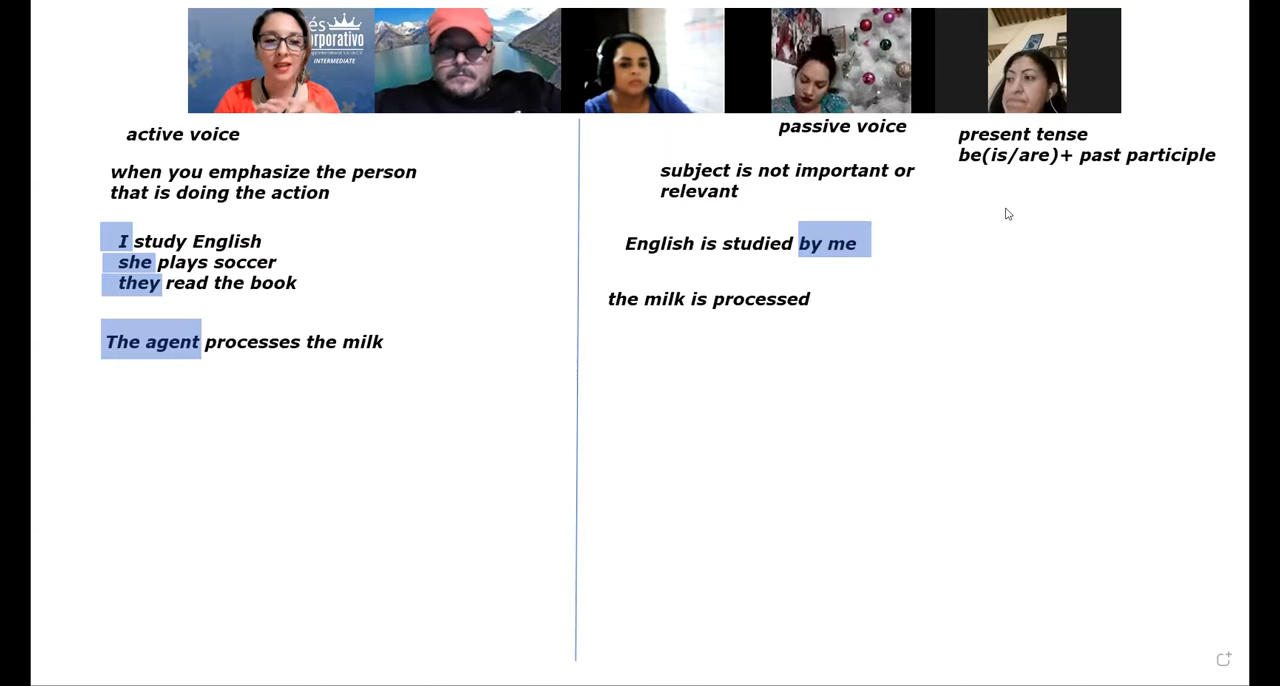 és
orporativo
INTERMEDIATE
active voice
when you emphasize the person
that is doing the action
I study English
she plays soccer
they read the book
The agent processes the milk
passive voice
subject is not important or
relevant
English is studied by me
the milk is processed
present tense
be(is/are)+ past participle